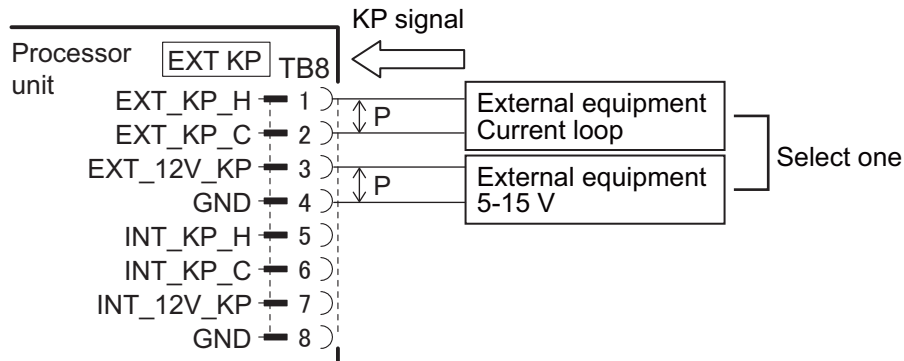 KP signal
Processor
unit
EXT KP
TB8
EXT_KP_H 1
EXT_KP_C 2
EXT_12V_KP 3
GND 4
INT_KP_H 5
INT_KP_C 6
INT_12V_KP 7
GND 8
P
P
External equipment
Current loop
External equipment
5-15 V
Select one